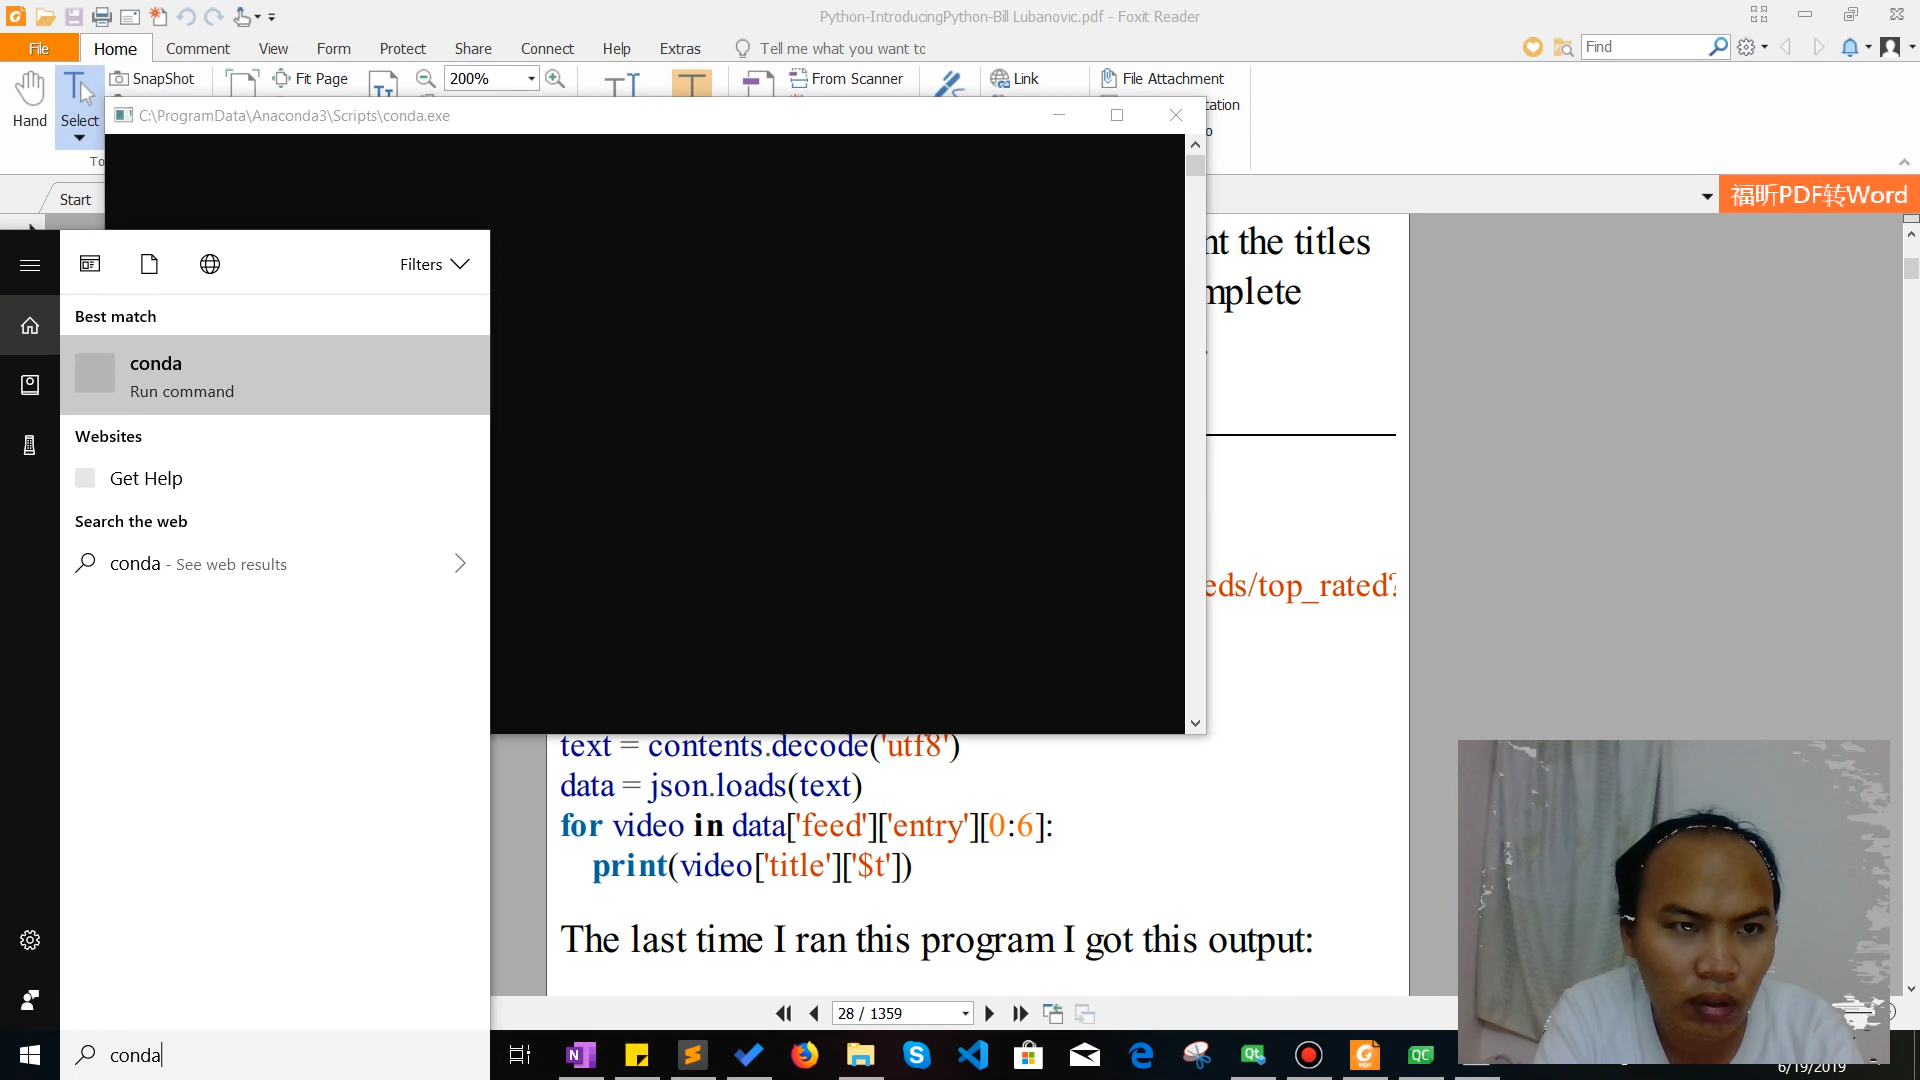 Python-IntroducingPython-Bill Lubanovic.pdf - Foxit Reader
File Home Comment View Form Protect Share Connect Help Extras Tell me what you want to Find
Hand
Select
SnapShot
Fit Page
200%
From Scanner
Link
File Attachment
tation
o
To
C:\ProgramData\Anaconda3\Scripts\conda.exe
Start
福昕PDF转Word
nt the titles
mplete
Filters
Best match
conda
Run command
Websites
Get Help
Search the web
conda - See web results
eds/top_rated?
text = contents.decode('utf8')
data = json.loads(text)
for video in data['feed']['entry'][0:6]:
print(video['title']['$t'])
The last time I ran this program I got this output:
28 / 1359
conda
6/19/2019